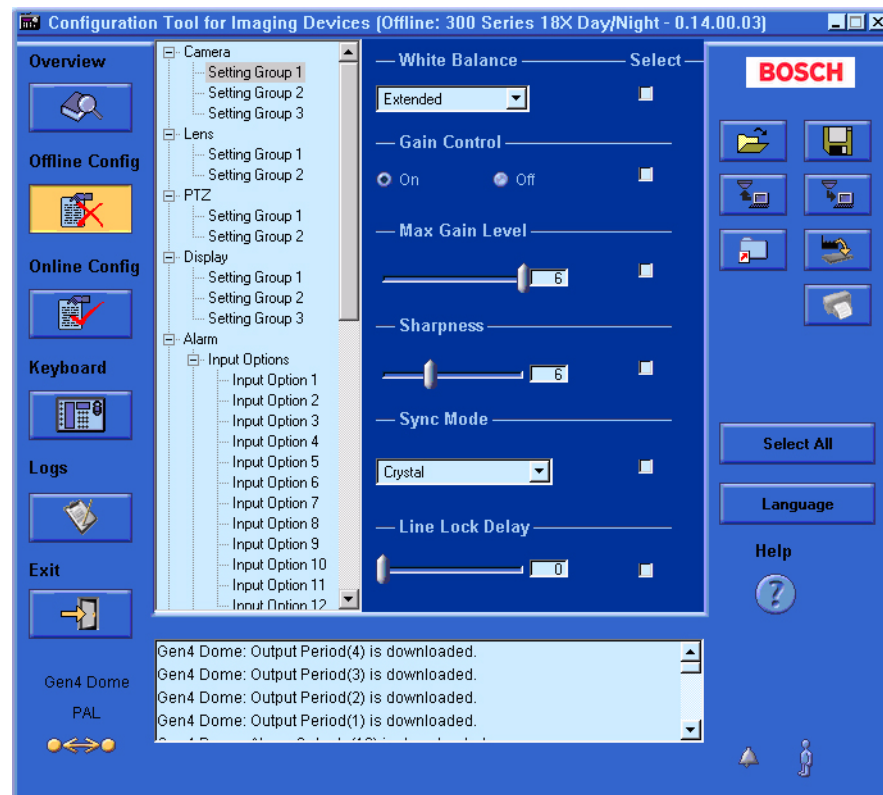 Configuration Tool for Imaging Devices (Offline: 300 Series 18X Day/Night - 0.14.00.03)
Overview
Offline Config
Online Config
Keyboard
Logs
Exit
Gen4 Dome
PAL
Camera
Setting Group 1
Setting Group 2
Setting Group 3
Lens
Setting Group 1
Setting Group 2
PTZ
Setting Group 1
Setting Group 2
Display
Setting Group 1
Setting Group 2
Setting Group 3
Alarm
Input Options
Input Option 1
Input Option 2
Input Option 3
Input Option 4
Input Option 5
Input Option 6
Input Option 7
Input Option 8
Input Option 9
Input Option 10
Input Option 11
Input Option 12
White Balance
Select
Extended
Gain Control
On
Off
Max Gain Level
6
Sharpness
6
Sync Mode
Crystal
Line Lock Delay
0
BOSCH
Select All
Language
Help
?
Gen4 Dome: Output Period(4) is downloaded.
Gen4 Dome: Output Period(3) is downloaded.
Gen4 Dome: Output Period(2) is downloaded.
Gen4 Dome: Output Period(1) is downloaded.